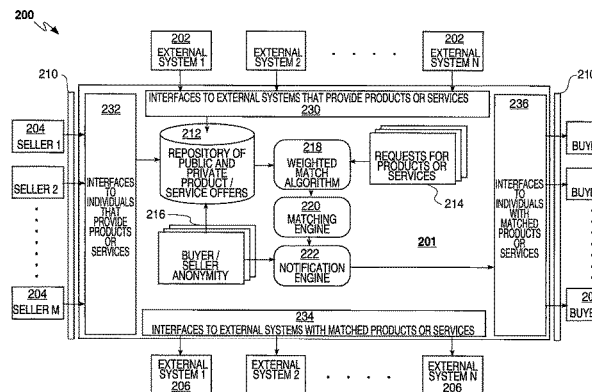 200
202
EXTERNAL
SYSTEM 1
EXTERNAL
SYSTEM 2
202
EXTERNAL
SYSTEM N
210
210
232
INTERFACES
TO
INDIVIDUALS
THAT
PROVIDE
PRODUCTS
OR
SERVICES
INTERFACES TO EXTERNAL SYSTEMS THAT PROVIDE PRODUCTS OR SERVICES
230
236
INTERFACES
TO
INDIVIDUALS
WITH
MATCHED
PRODUCTS
OR
SERVICES
204
SELLER 1
SELLER 2
204
SELLER M
212
REPOSITORY OF
PUBLIC AND
PRIVATE
PRODUCT /
SERVICE OFFERS
218
WEIGHTED
MATCH
ALGORITHM
REQUESTS FOR
PRODUCTS OR
SERVICES
214
216
220
MATCHING
ENGINE
BUYER /
SELLER
ANONYMITY
222
NOTIFICATION
ENGINE
201
234
INTERFACES TO EXTERNAL SYSTEMS WITH MATCHED PRODUCTS OR SERVICES
EXTERNAL
SYSTEM 1
206
EXTERNAL
SYSTEM 2
EXTERNAL
SYSTEM N
206